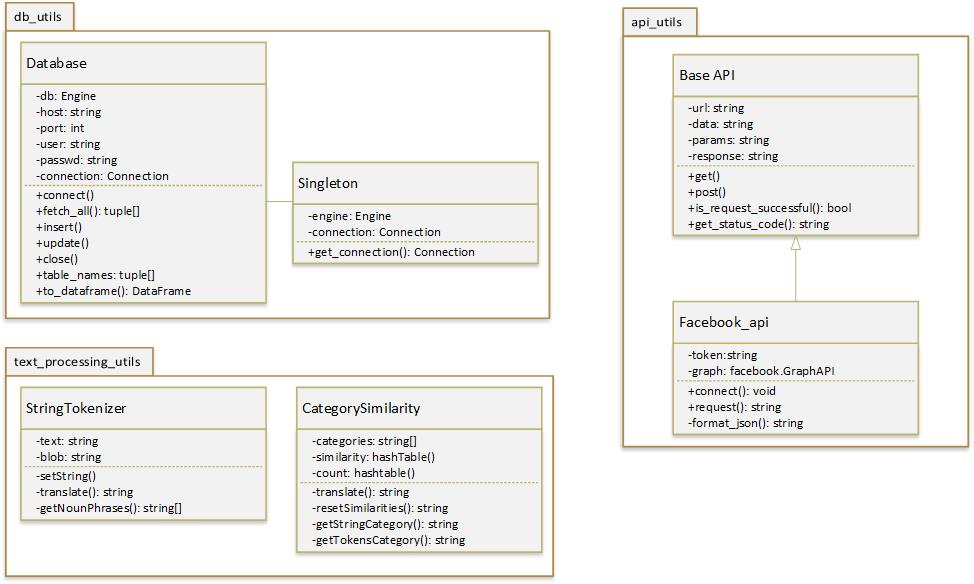 db_utils
Database
-db: Engine
-host: string
-port: int
-user: string
-passwd: string
-connection: Connection
+connect()
+fetch_all(): tuple[]
+insert()
+update()
+close()
+table_names: tuple[]
+to_dataframe(): DataFrame
Singleton
-engine: Engine
-connection: Connection
+get_connection(): Connection
text_processing_utils
StringTokenizer
-text: string
-blob: string
-setString()
-translate(): string
-getNounPhrases(): string[]
CategorySimilarity
-categories: string[]
-similarity: hashTable()
-count: hashtable()
-translate(): string
-resetSimilarities(): string
-getStringCategory(): string
-getTokensCategory(): string
api_utils
Base API
-url: string
-data: string
-params: string
-response: string
+get()
+post()
+is_request_successful(): bool
+get_status_code(): string
Facebook_api
-token:string
-graph: facebook.GraphAPI
+connect(): void
+request(): string
-format_json(): string